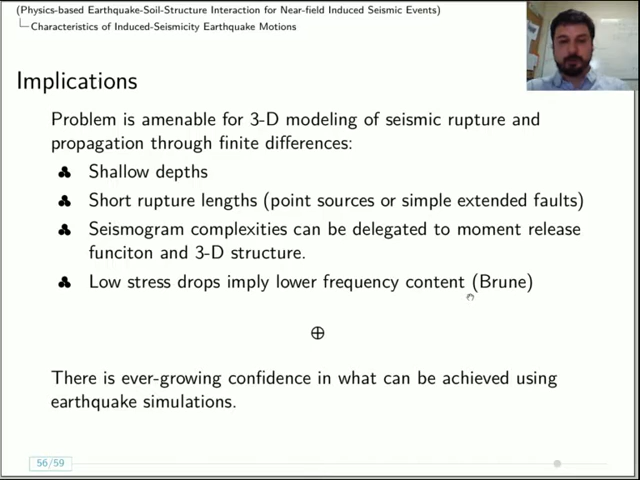 (Physics-based Earthquake-Soil-Structure Interaction for Near-field Induced Seismic Events)
Characteristics of Induced-Seismicity Earthquake Motions
Implications
Problem is amenable for 3-D modeling of seismic rupture and
propagation through finite differences:
♣ Shallow depths
♣ Short rupture lengths (point sources or simple extended faults)
♣ Seismogram complexities can be delegated to moment release
funciton and 3-D structure.
♣ Low stress drops imply lower frequency content (Brune)
⊕
There is ever-growing confidence in what can be achieved using
earthquake simulations.
56/59